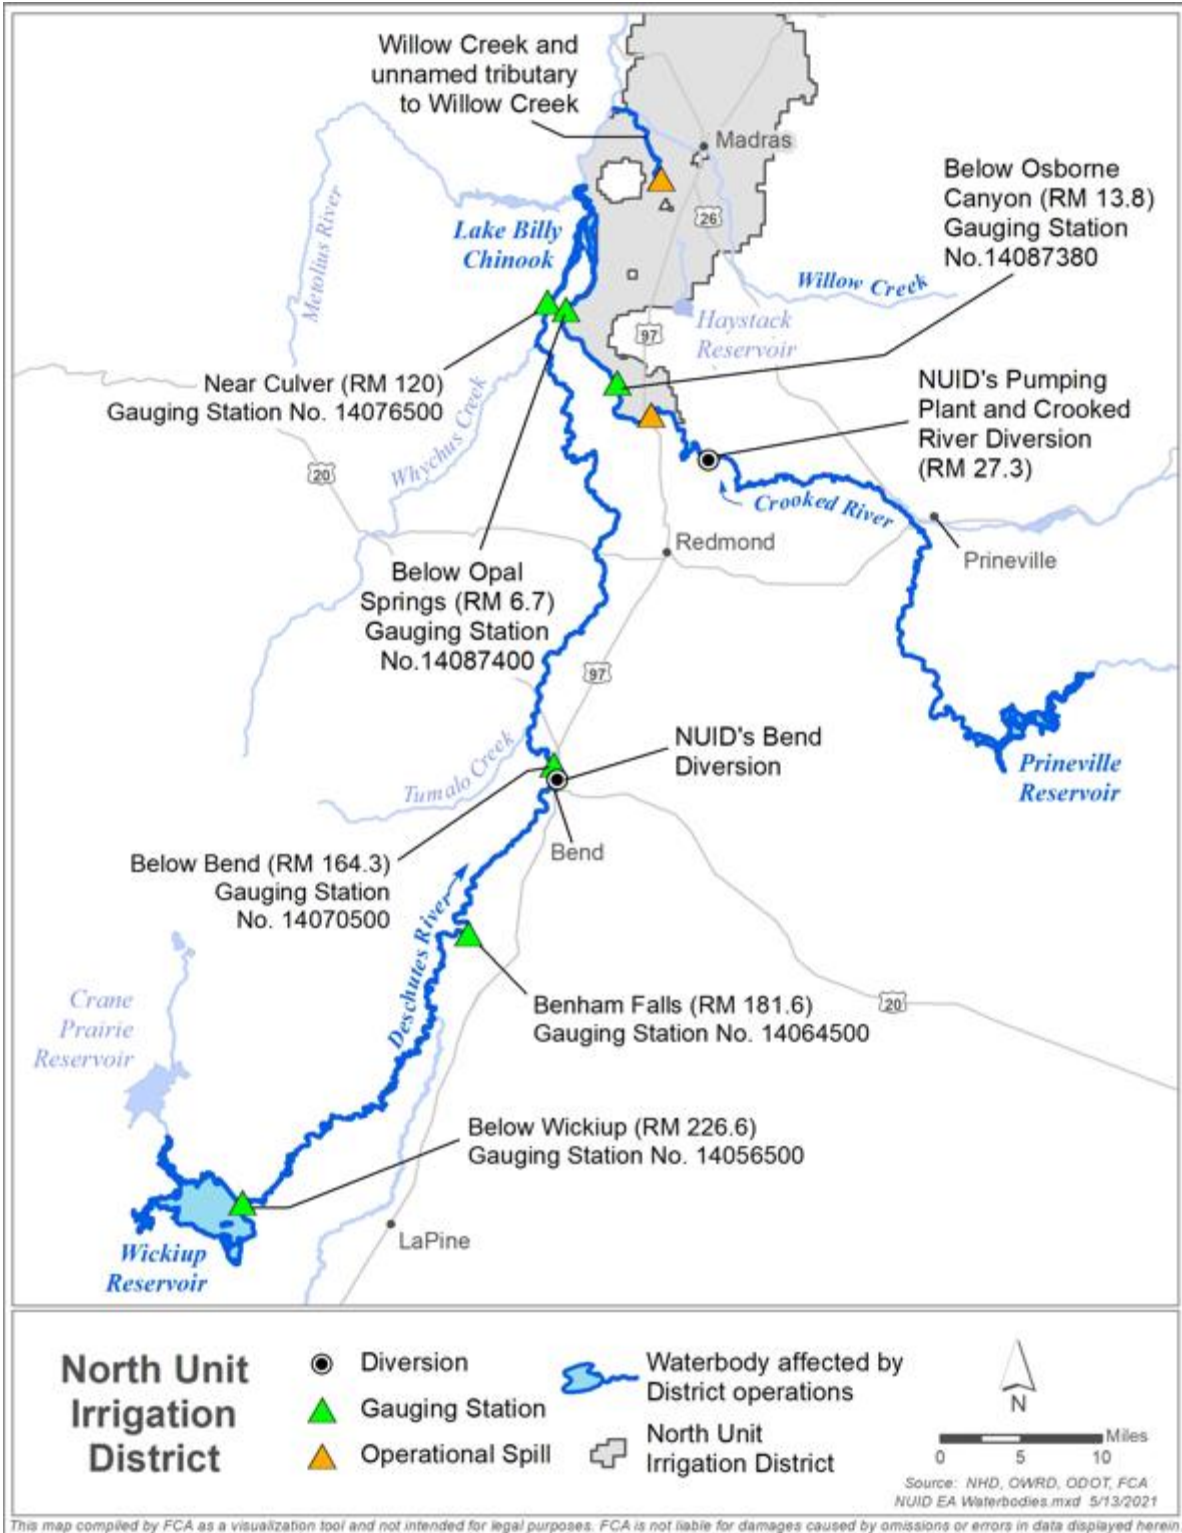 Willow Creek and
unnamed tributary
to Willow Creek
Madras
Below Osborne
Canyon (RM 13.8)
Gauging Station
No.14087380
26
Metolius River
Lake Billy
Chinook
Willow Creek
Haystack
Reservoir
97
Near Culver (RM 120)
Gauging Station No. 14076500
NUID's Pumping
Plant and Crooked
River Diversion
(RM 27.3)
Whychus Creek
20
Crooked River
Redmond
Prineville
Below Opal
Springs (RM 6.7)
Gauging Station
No.14087400
97
NUID's Bend
Diversion
Prineville
Reservoir
Tumalo Creek
Bend
Below Bend (RM 164.3)
Gauging Station
No. 14070500
Deschutes River
Crane
Prairie
Reservoir
Benham Falls (RM 181.6)
Gauging Station No. 14064500
20
Below Wickiup (RM 226.6)
Gauging Station No. 14056500
LaPine
Wickiup
Reservoir
North Unit
Irrigation
District
Diversion
Gauging Station
Operational Spill
Waterbody affected by
District operations
North Unit
Irrigation District
N
Miles
0 5 10
Source: NHD, OWRD, ODOT, FCA
NUID EA Waterbodies.mxd 5/13/2021
This map compiled by FCA as a visualization tool and not intended for legal purposes. FCA is not liable for damages caused by omissions or errors in data displayed herein